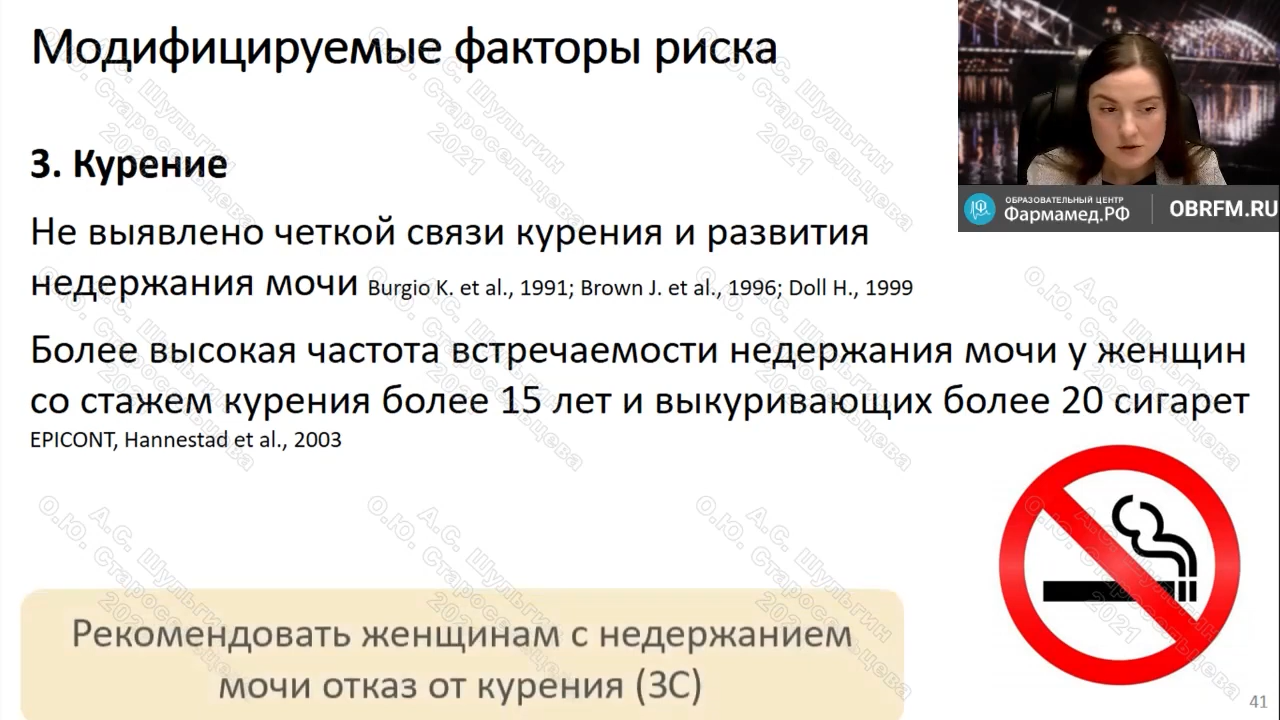 Модифицируемые факторы риска
ОБРАЗОВАТЕЛЬНЫЙ ЦЕНТР
Фармамед.РФ
OBRFM.RU
3. Курение
Не выявлено четкой связи курения и развития
недержания мочи Burgio K. et al., 1991; Brown J. et al., 1996; Doll H., 1999
Более высокая частота встречаемости недержания мочи у женщин
со стажем курения более 15 лет и выкуривающих более 20 сигарет
EPICONT, Hannestad et al., 2003
Рекомендовать женщинам с недержанием
мочи отказ от курения (3С)
41
А.С. Шульгин
О.Ю. Старосельцева
2021